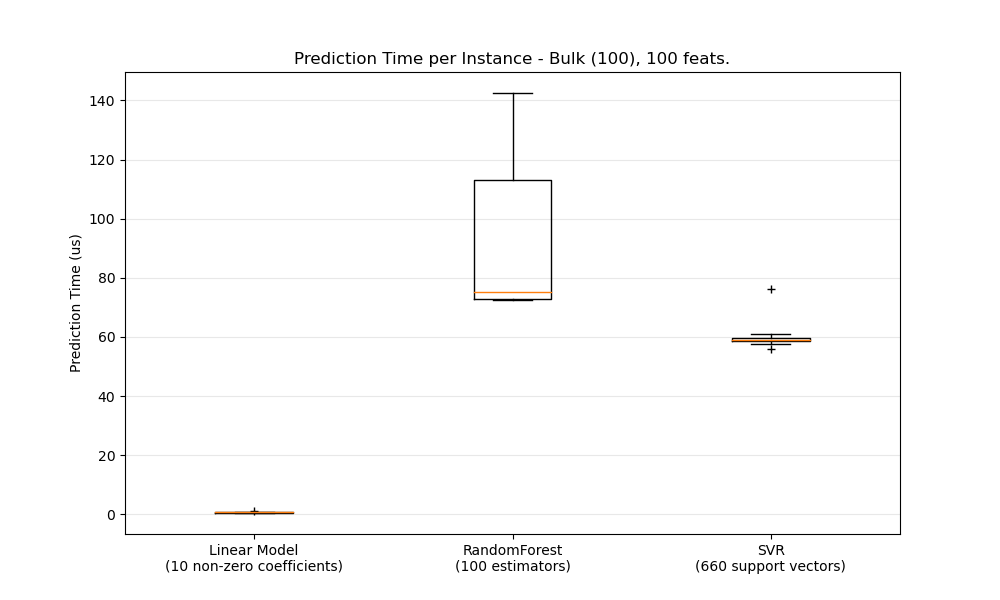 Prediction Time per Instance - Bulk (100), 100 feats.
Prediction Time (us)
140
120
100
80
60
40
20
0
Linear Model
(10 non-zero coefficients)
RandomForest
(100 estimators)
SVR
(660 support vectors)